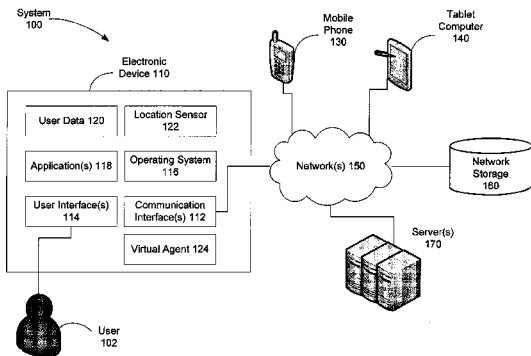 System
100
Mobile
Phone
130
Tablet
Computer
140
Electronic
Device 110
User Data 120
Location Sensor
122
Application(s) 118
Operating System
116
User Interface(s)
114
Communication
Interface(s) 112
Virtual Agent 124
Network(s) 150
Network
Storage
160
Server(s)
170
User
102